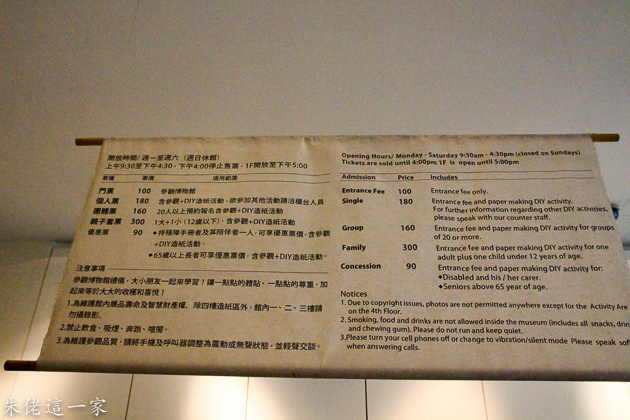 開放時間/週一至週六（週日休館）
上午9:30至下午4:30，下午4:00停止售票，1F開放至下午5:00
票種 票價 適用範圍
門票 100 參觀博物館
個人票 180 含參觀+DIY造紙活動，欲參加其他活動請洽櫃台人員
團體票 160 20人以上預約報名含參觀+DIY造紙活動
親子套票 300 1大+1小（12歲以下），含參觀+DIY造紙活動
優惠票 90 ◆持殘障手冊者及其陪伴者一人，可享優惠票價，含參觀
+DIY造紙活動。
◆65歲以上長者可享優惠票價，含參觀+DIY造紙活動。
注意事項
參觀博物館禮儀，大小朋友一起來學習！讓一點點的體貼、一點點的尊重，加
起來等於大大的收穫和喜悅！
1.為維護館內展品壽命及智慧財產權，除四樓造紙區外，館內一、二、三樓請
勿攝錄影。
2.禁止飲食、吸煙、奔跑、喧鬧。
3.為維護參觀品質，請將手機及呼叫器調整為震動或無聲狀態，並輕聲交談。
Opening Hours/ Monday - Saturday 9:30am - 4:30pm (closed on Sundays)
Tickets are sold until 4:00pm 1F is open until 5:00pm
Admission Price Includes
Entrance Fee 100 Entrance fee only.
Single 180 Entrance fee and paper making DIY activity.
For further information regarding other DIY activities,
please speak with our counter staff.
Group 160 Entrance fee and paper making DIY activity for groups
of 20 or more.
Family 300 Entrance fee and paper making DIY activity for one
adult plus one child under 12 years of age.
Concession 90 Entrance fee and paper making DIY activity for:
◆Disabled and his / her carer.
◆Seniors above 65 year of age.
Notices
1. Due to copyright issues, photos are not permitted anywhere except for the Activity Are
on the 4th Floor.
2. Smoking, food and drinks are not allowed inside the museum (includes all snacks, drin
and chewing gum). Please do not run and keep quiet.
3.Please turn your cell phones off or change to vibration/silent mode Please speak sof
when answering calls.
朱佬這一家